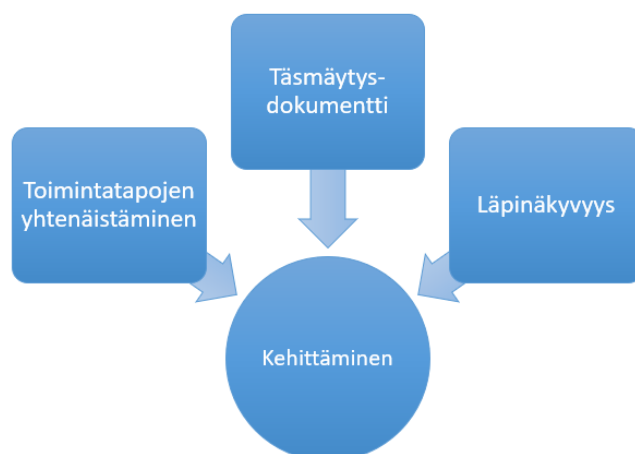 Täsmäytys-
dokumentti
Toimintatapojen
yhtenäistäminen
Läpinäkyvyys
Kehittäminen